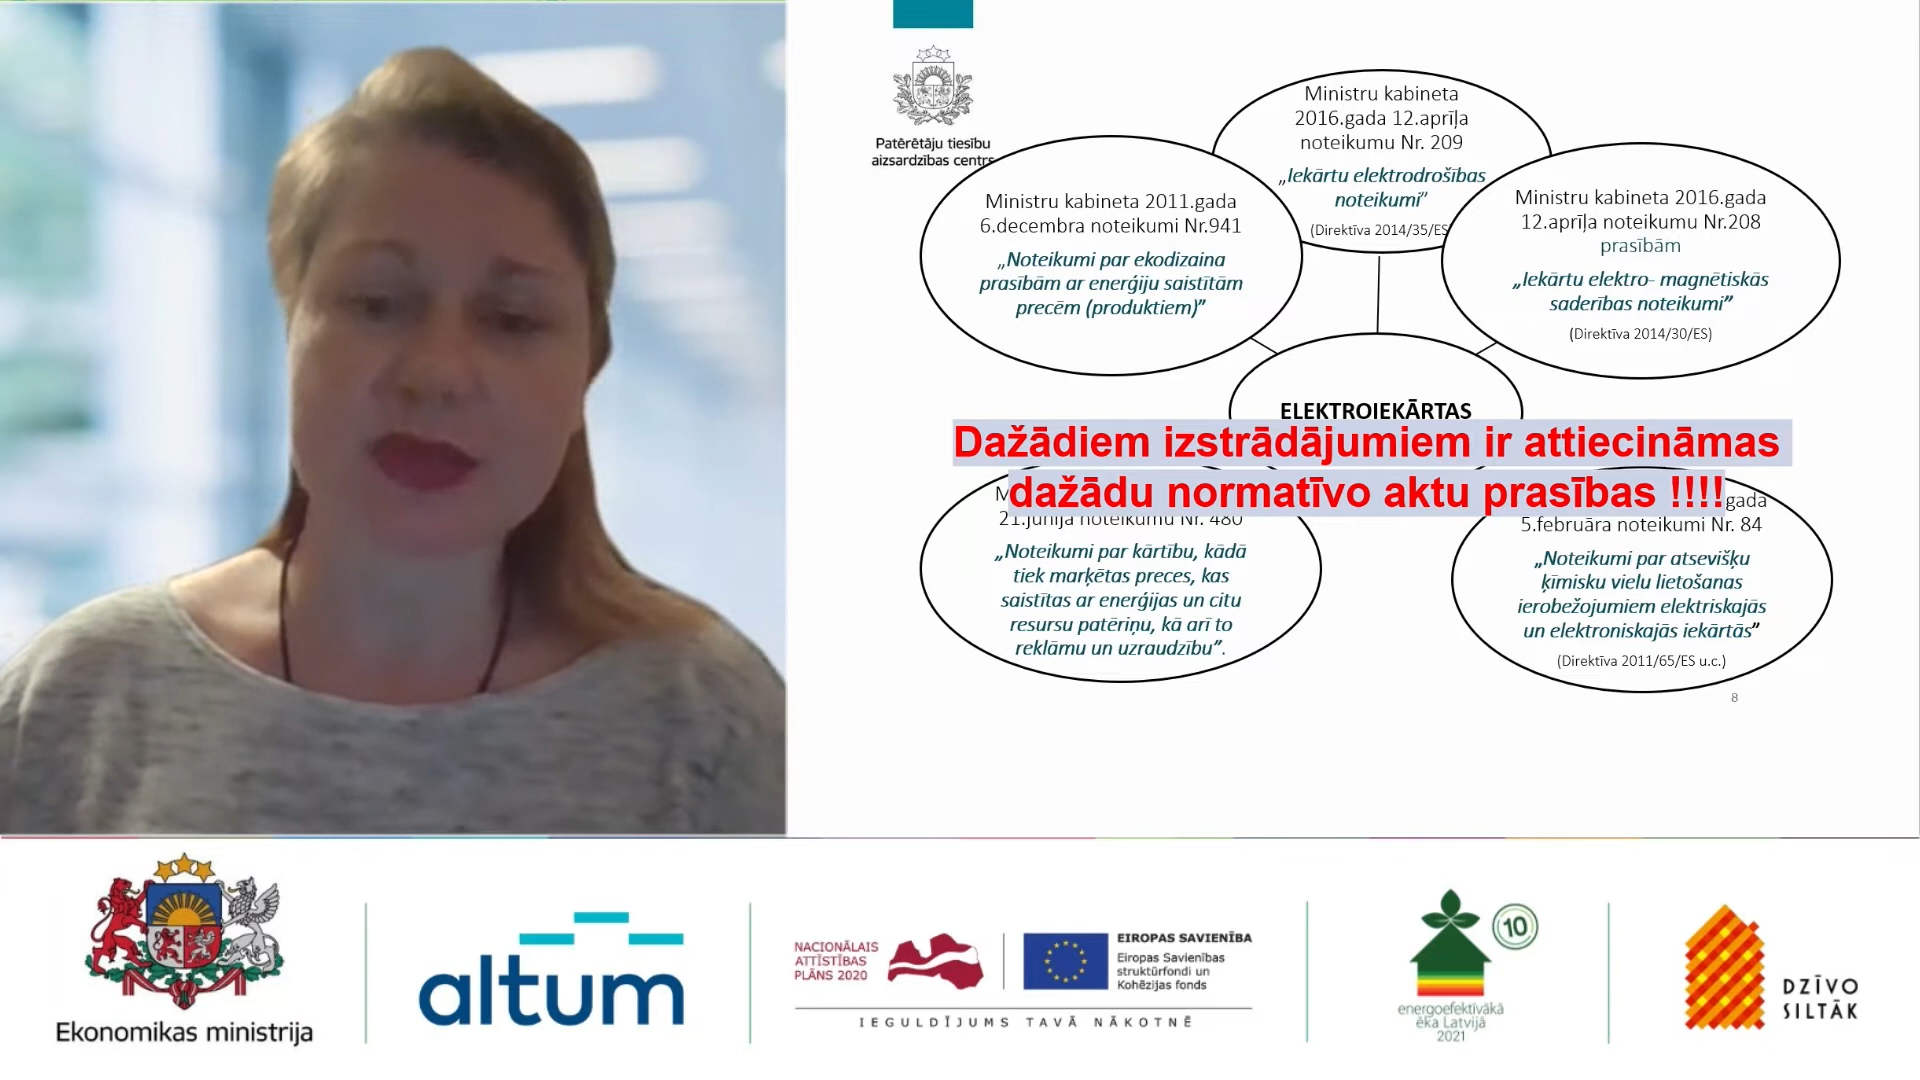 Patērētāju tiesību
aizsardzības centrs
Ministru kabineta
2016.gada 12.aprīļa
noteikumu Nr. 209
„Iekārtu elektrodrošības
noteikumi”
(Direktīva 2014/35/ES
Ministru kabineta 2011.gada
6.decembra noteikumi Nr.941
„Noteikumi par ekodizaina
prasībām ar enerģiju saistītām
precēm (produktiem)”
Ministru kabineta 2016.gada
12.aprīļa noteikumu Nr.208
prasībām
„Iekārtu elektro- magnētiskās
saderības noteikumi”
(Direktīva 2014/30/ES)
ELEKTROIEKĀRTAS
Dažādiem izstrādājumiem ir attiecināmas
dažādu normatīvo aktu prasības !!!!
21.jūnija noteikumu Nr. 480
„Noteikumi par kārtību, kādā
tiek marķētas preces, kas
saistītas ar enerģijas un citu
resursu patēriņu, kā arī to
reklāmu un uzraudzību”.
gada
5.februāra noteikumi Nr. 84
„Noteikumi par atsevišķu
ķīmisku vielu lietošanas
ierobežojumiem elektriskajās
un elektroniskajās iekārtās”
(Direktīva 2011/65/ES u.c.)
8
Ekonomikas ministrija
altum
NACIONĀLAIS
ATTĪSTĪBAS
PLĀNS 2020
EIROPAS SAVIENĪBA
Eiropas Savienības
struktūrfondi un
Kohēzijas fonds
IEGULDĪJUMS TAVĀ NĀKOTNĒ
10
energoefektīvākā
ēka Latvijā
2021
DZĪVO
SILTĀK